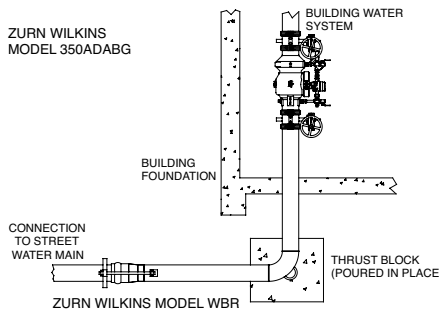 ZURN WILKINS
MODEL 350ADABG
BUILDING WATER
SYSTEM
BUILDING
FOUNDATION
CONNECTION
TO STREET
WATER MAIN
THRUST BLOCK
(POURED IN PLACE
ZURN WILKINS MODEL WBR